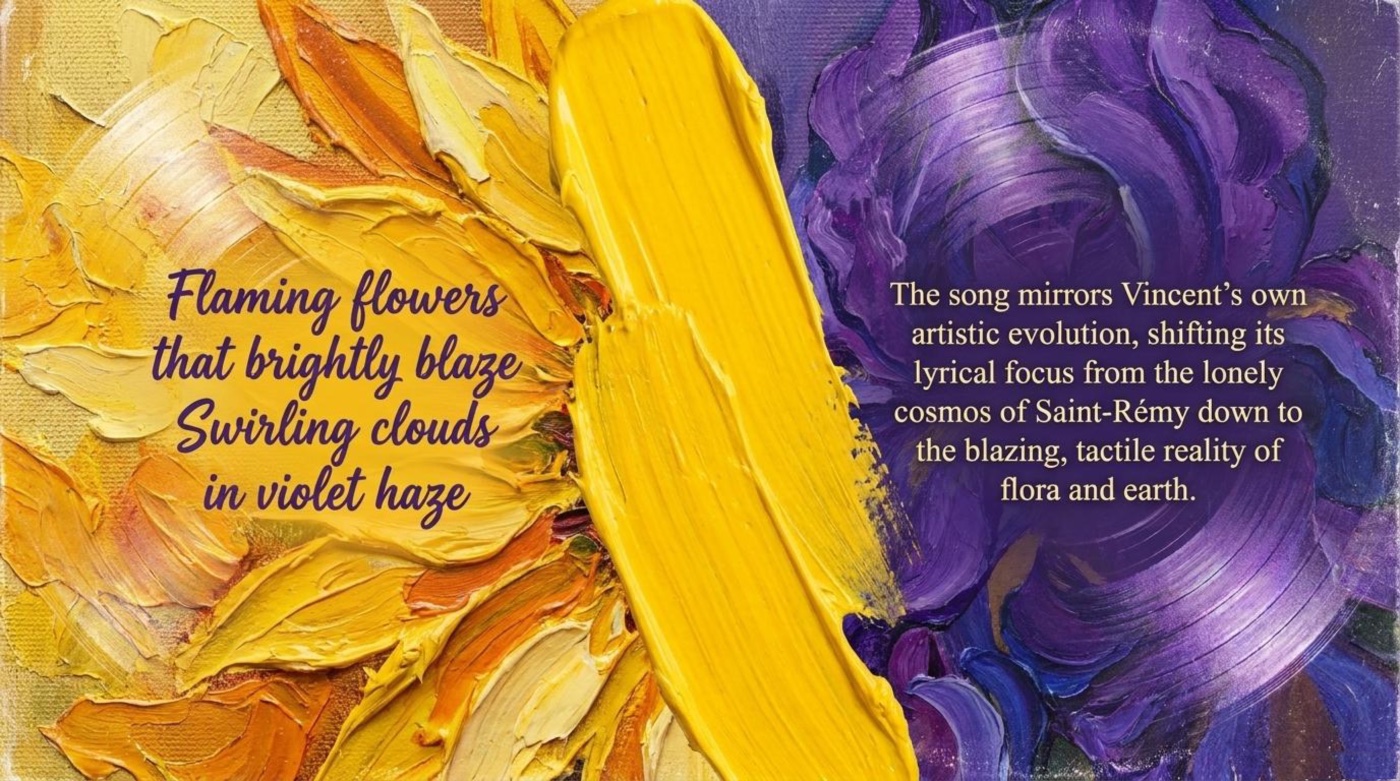 Flaming flowers
that brightly blaze
Swirling clouds
in violet haze
The song mirrors Vincent’s own
artistic evolution, shifting its
lyrical focus from the lonely
cosmos of Saint-Rémy down to
the blazing, tactile reality of
flora and earth.